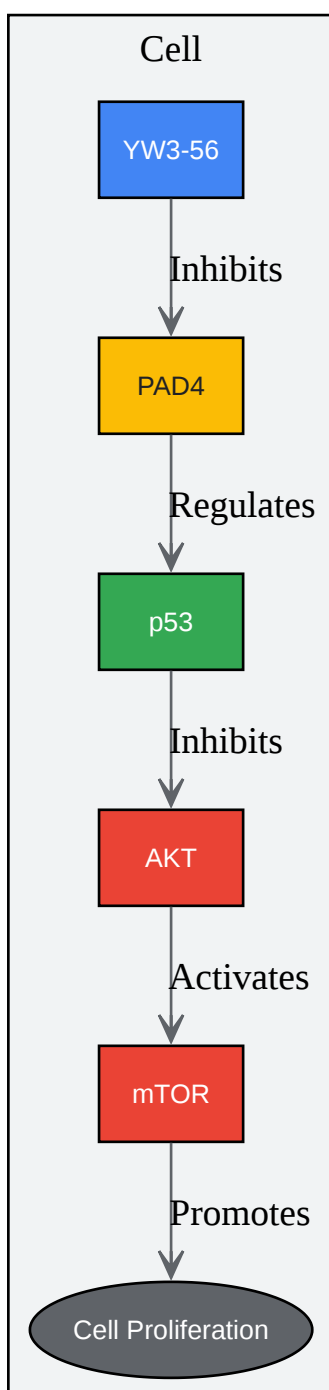 Cell
YW3-56
Inhibits
PAD4
Regulates
p53
Inhibits
AKT
Activates
mTOR
Promotes
Cell Proliferation